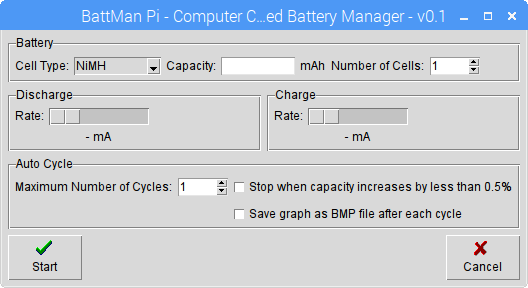 BattMan Pi - Computer C...ed Battery Manager - v0.1
Battery
Cell Type: NiMH Capacity: mAh Number of Cells: 1
Discharge Charge
Rate: Rate:
- mA - mA
Auto Cycle
Maximum Number of Cycles: 1 Stop when capacity increases by less than 0.5%
Save graph as BMP file after each cycle
Start Cancel